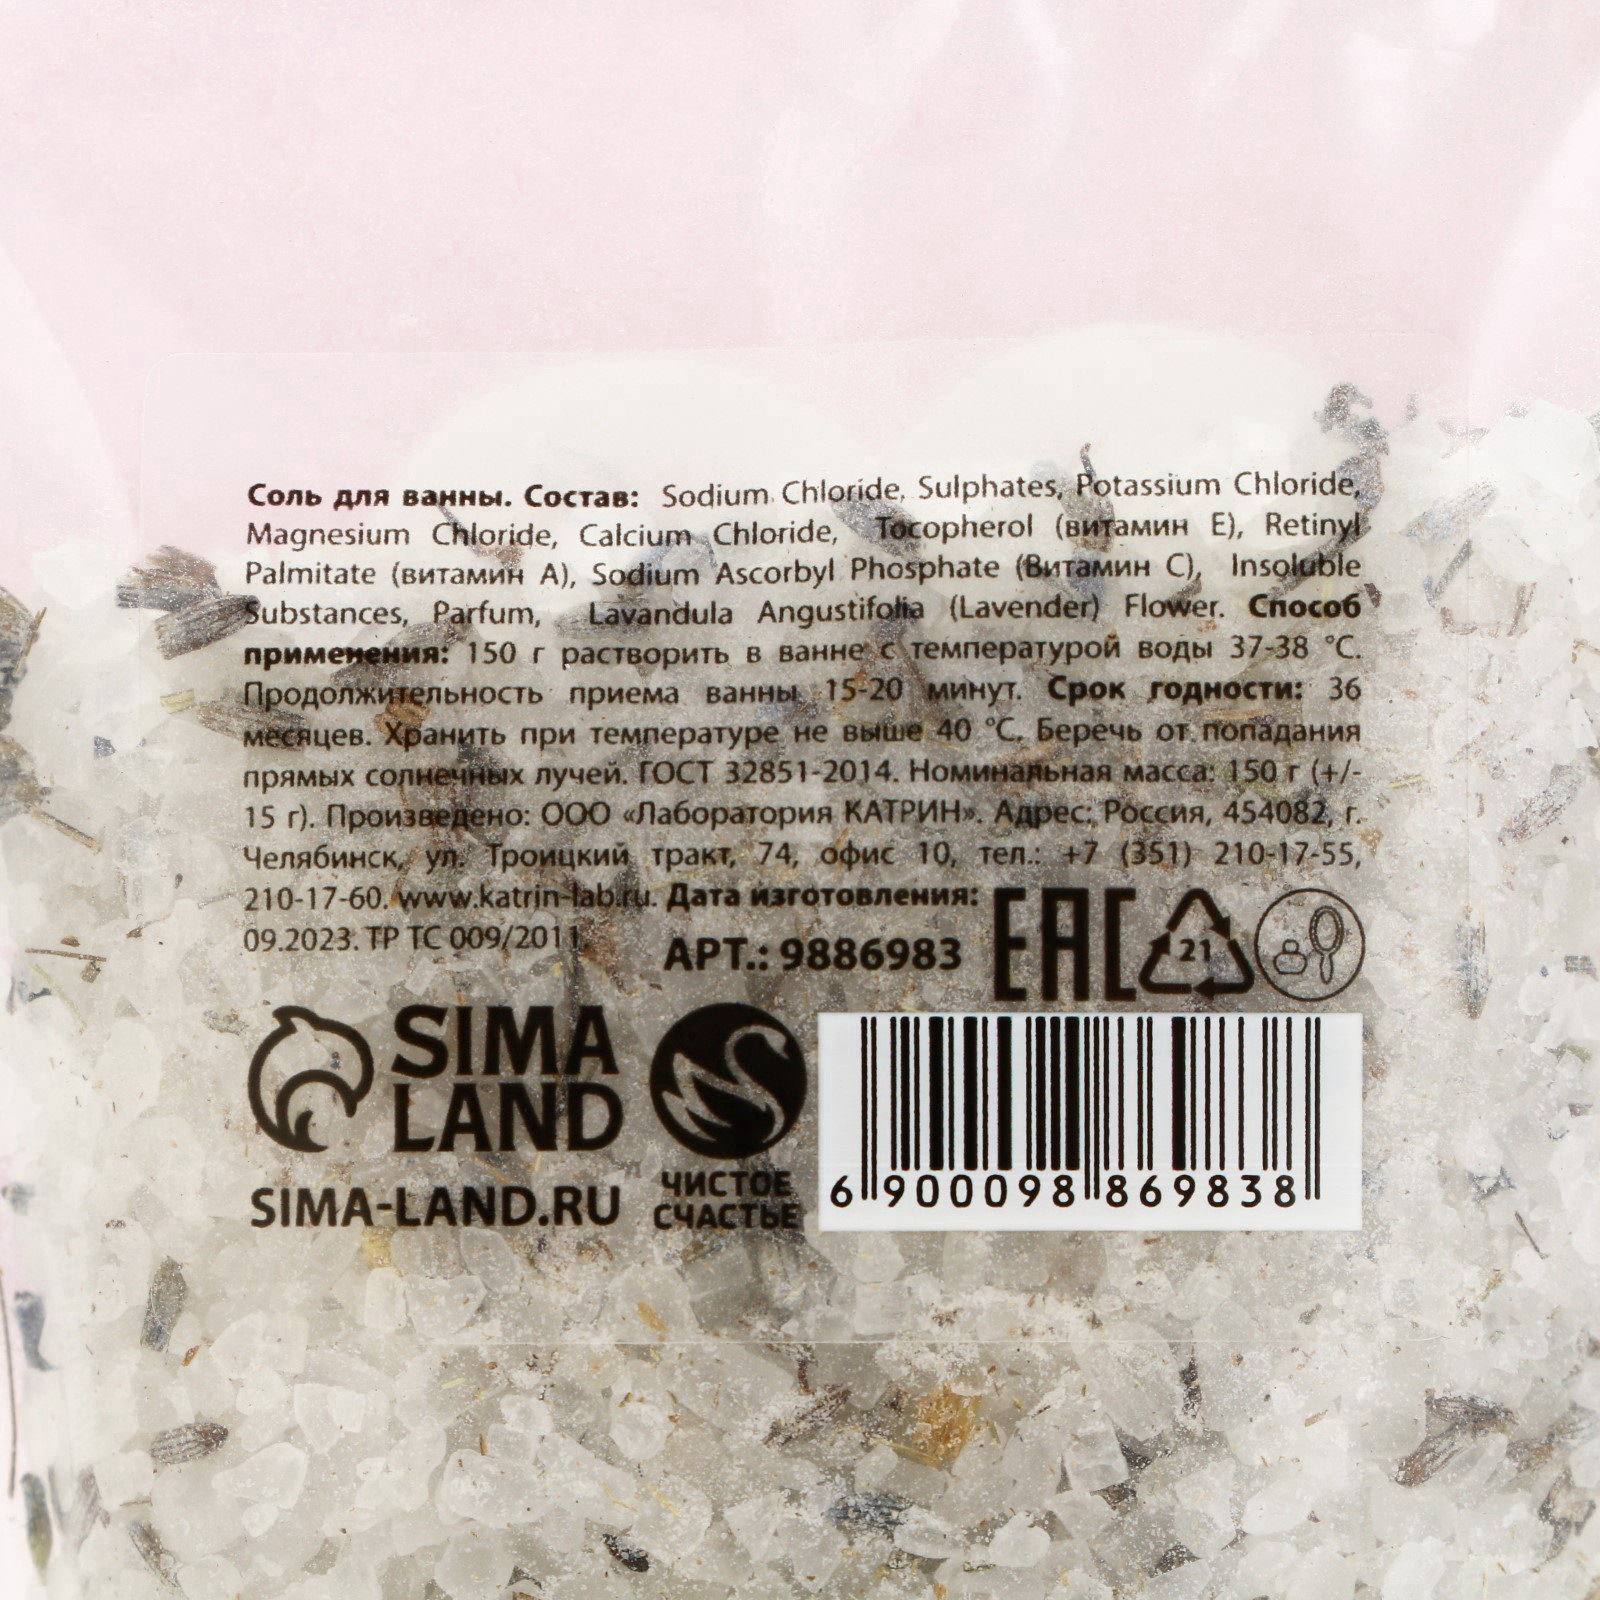 Соль для ванны. Состав: Sodium Chloride, Sulphates, Potassium Chloride,
Magnesium Chloride, Calcium Chloride, Tocopherol (витамин Е), Retinyl
Palmitate (витамин А), Sodium Ascorbyl Phosphate (Витамин С), Insoluble
Substances, Parfum, Lavandula Angustifolia (Lavender) Flower. Способ
применения: 150 г растворить в ванне с температурой воды 37-38 °С.
Продолжительность приема ванны 15-20 минут. Срок годности: 36
месяцев. Хранить при температуре не выше 40 °С. Беречь от попадания
прямых солнечных лучей. ГОСТ 32851-2014. Номинальная масса: 150 г (+/-
15 г). Произведено: ООО «Лаборатория КАТРИН». Адрес: Россия, 454082, г.
Челябинск, ул. Троицкий тракт, 74, офис 10, тел.: +7 (351) 210-17-55,
210-17-60. www.katrin-lab.ru. Дата изготовления:
09.2023. ТР ТС 009/2011
АРТ.: 9886983
ЕАС
21
SIMA
LAND
SIMA-LAND.RU
ЧИСТОЕ
СЧАСТЬЕ
6 900098 869838